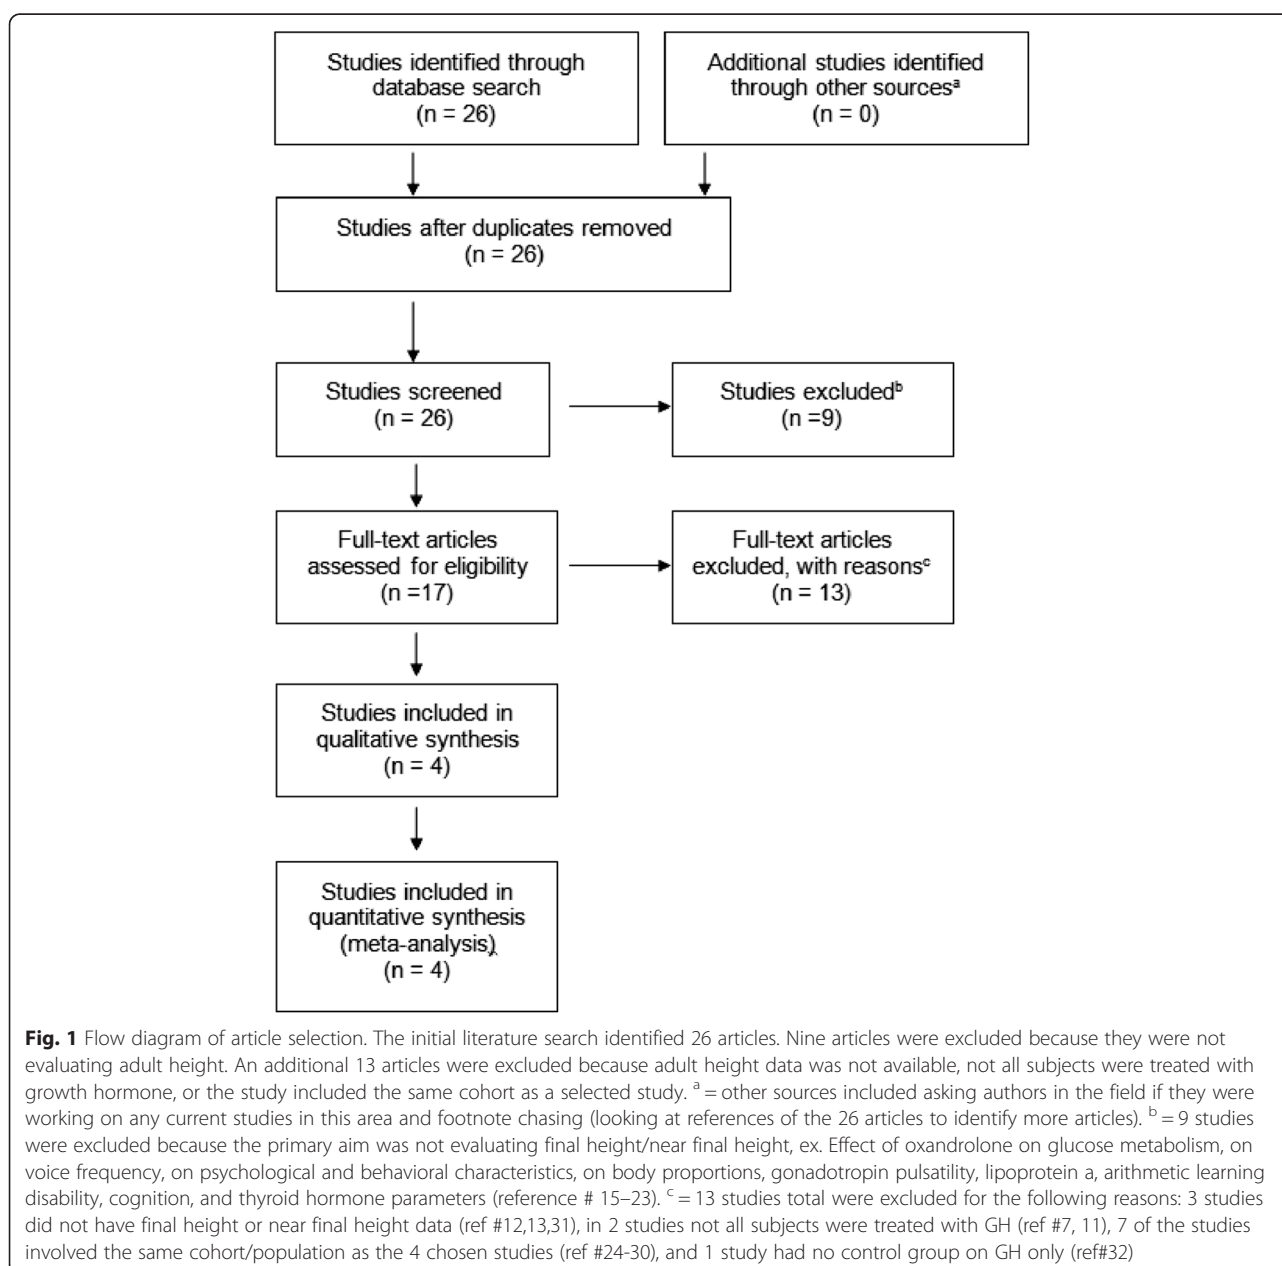 Studies identified through
database search
(n = 26)
Additional studies identified
through other sourcesᵃ
(n = 0)
Studies after duplicates removed
(n = 26)
Studies screened
(n = 26)
Studies excludedᵇ
(n =9)
Full-text articles
assessed for eligibility
(n =17)
Full-text articles
excluded, with reasonsᶜ
(n = 13)
Studies included in
qualitative synthesis
(n = 4)
Studies included in
quantitative synthesis
(meta-analysis)
(n = 4)
Fig. 1 Flow diagram of article selection. The initial literature search identified 26 articles. Nine articles were excluded because they were not
evaluating adult height. An additional 13 articles were excluded because adult height data was not available, not all subjects were treated with
growth hormone, or the study included the same cohort as a selected study. ᵃ = other sources included asking authors in the field if they were
working on any current studies in this area and footnote chasing (looking at references of the 26 articles to identify more articles). ᵇ = 9 studies
were excluded because the primary aim was not evaluating final height/near final height, ex. Effect of oxandrolone on glucose metabolism, on
voice frequency, on psychological and behavioral characteristics, on body proportions, gonadotropin pulsatility, lipoprotein a, arithmetic learning
disability, cognition, and thyroid hormone parameters (reference # 15–23). ᶜ = 13 studies total were excluded for the following reasons: 3 studies
did not have final height or near final height data (ref #12,13,31), in 2 studies not all subjects were treated with GH (ref #7, 11), 7 of the studies
involved the same cohort/population as the 4 chosen studies (ref #24-30), and 1 study had no control group on GH only (ref#32)